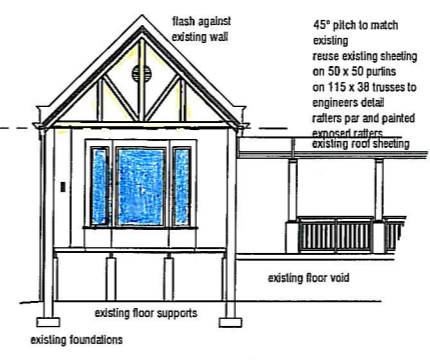 flash against
existing wall
45° pitch to match
existing
reuse existing sheeting
on 50 x 50 purlins
on 115 x 38 trusses to
engineers detail
rafters par and painted
exposed rafters
existing roof sheeting
existing floor void
existing floor supports
existing foundations